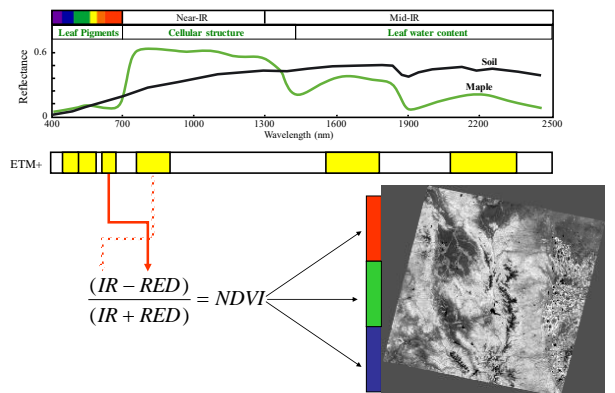 Near-IR Mid-IR
Leaf Pigments Cellular structure Leaf water content
0.6
Reflectance
Soil
Maple
0
400 700 1000 1300 1600 1900 2200 2500
Wavelength (nm)
ETM+
(IR − RED)
(IR + RED)
= NDVI